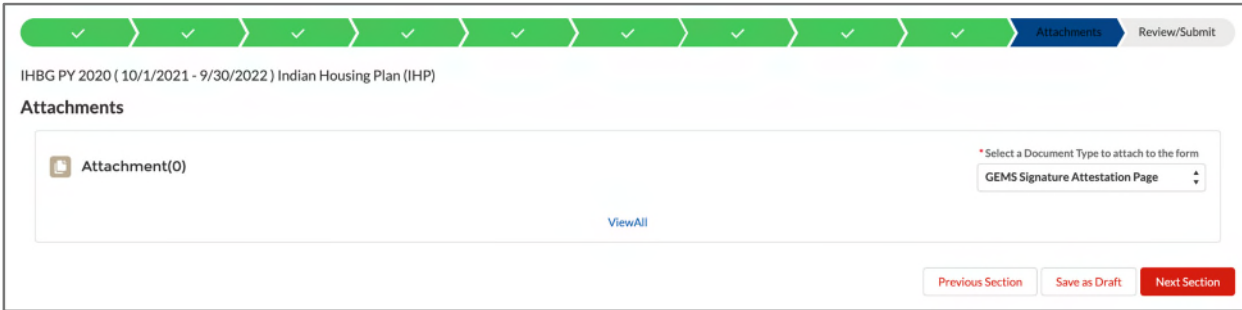 Attachments
Review/Submit
IHBG PY 2020 ( 10/1/2021 - 9/30/2022 ) Indian Housing Plan (IHP)
Attachments
Attachment(0)
*Select a Document Type to attach to the form
GEMS Signature Attestation Page
ViewAll
Previous Section
Save as Draft
Next Section